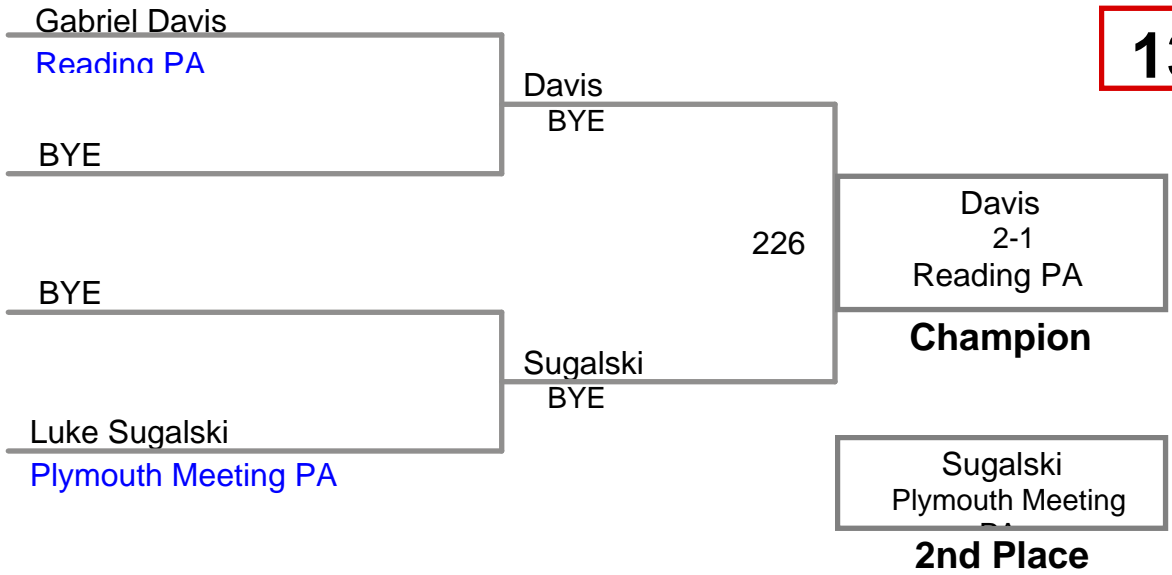 Gabriel Davis
Reading PA
BYE
Davis
BYE
BYE
Luke Sugalski
Plymouth Meeting PA
Sugalski
BYE
226
Davis
2-1
Reading PA
Champion
Sugalski
Plymouth Meeting
2nd Place